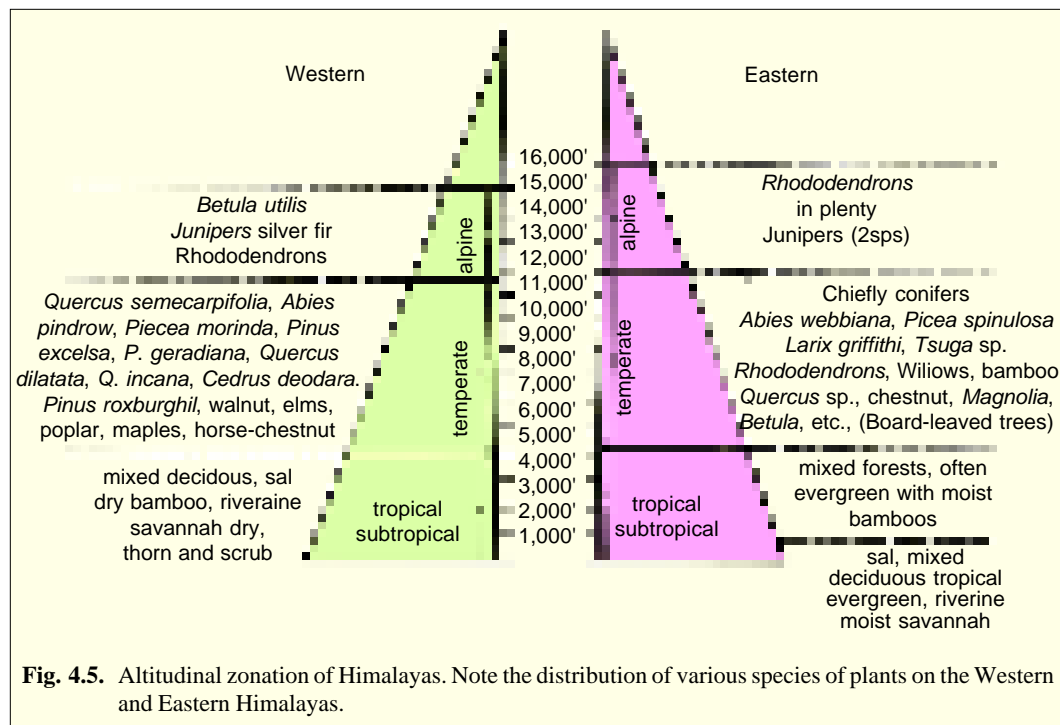 Western
Eastern
16,000'
15,000'
14,000'
13,000'
12,000'
11,000'
10,000'
9,000'
8,000'
7,000'
6,000'
5,000'
4,000'
3,000'
2,000'
1,000'
alpine
temperate
tropical
subtropical
alpine
temperate
tropical
subtropical
Betula utilis
Junipers silver fir
Rhododendrons
Quercus semecarpifolia, Abies
pindrow, Piecea morinda, Pinus
excelsa, P. geradiana, Quercus
dilatata, Q. incana, Cedrus deodara.
Pinus roxburghil, walnut, elms,
poplar, maples, horse-chestnut
mixed decidous, sal
dry bamboo, riveraine
savannah dry,
thorn and scrub
Rhododendrons
in plenty
Junipers (2sps)
Chiefly conifers
Abies webbiana, Picea spinulosa
Larix griffithi, Tsuga sp.
Rhododendrons, Wiliows, bamboo
Quercus sp., chestnut, Magnolia,
Betula, etc., (Board-leaved trees)
mixed forests, often
evergreen with moist
bamboos
sal, mixed
deciduous tropical
evergreen, riverine
moist savannah
Fig. 4.5. Altitudinal zonation of Himalayas. Note the distribution of various species of plants on the Western
and Eastern Himalayas.